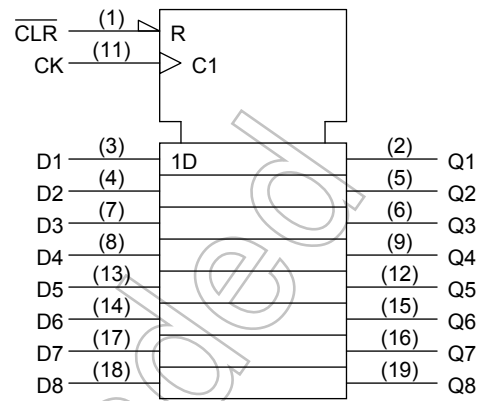 CLR (1) R
CK (11) C1
D1 (3) 1D (2) Q1
D2 (4) (5) Q2
D3 (7) (6) Q3
D4 (8) (9) Q4
D5 (13) (12) Q5
D6 (14) (15) Q6
D7 (17) (16) Q7
D8 (18) (19) Q8